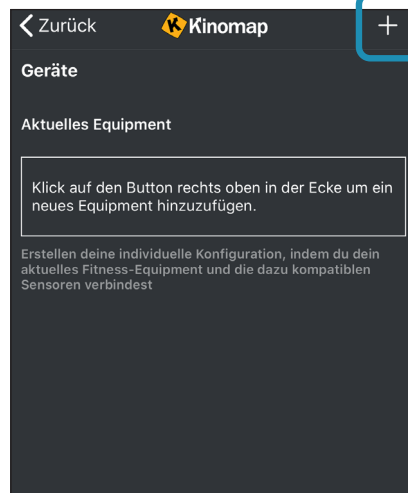 Zurück
Kinomap
Geräte
Aktuelles Equipment
Klick auf den Button rechts oben in der Ecke um ein
neues Equipment hinzuzufügen.
Erstellen deine individuelle Konfiguration, indem du dein
aktuelles Fitness-Equipment und die dazu kompatiblen
Sensoren verbindest